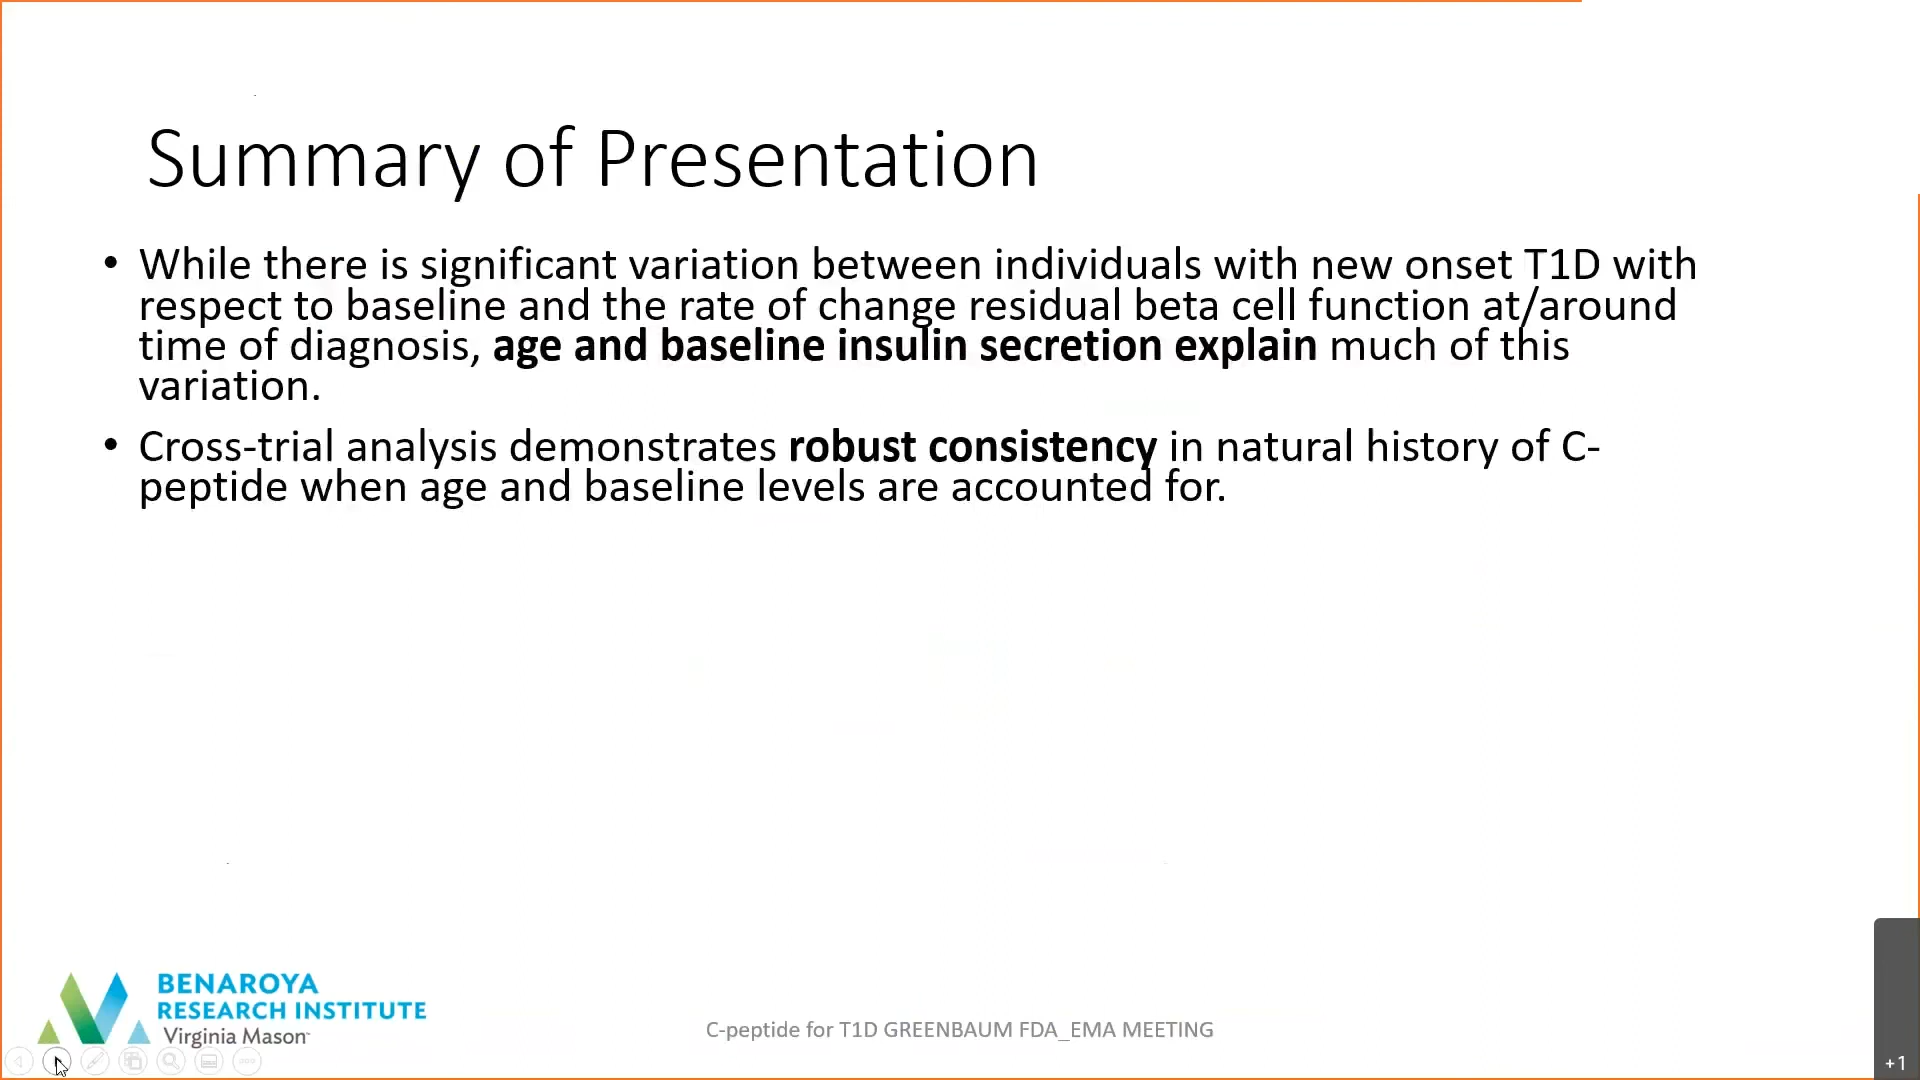 Summary of Presentation
• While there is significant variation between individuals with new onset T1D with
respect to baseline and the rate of change residual beta cell function at/around
time of diagnosis, age and baseline insulin secretion explain much of this
variation.
• Cross-trial analysis demonstrates robust consistency in natural history of C-
peptide when age and baseline levels are accounted for.
BENAROYA
RESEARCH INSTITUTE
Virginia Mason
C-peptide for T1D GREENBAUM FDA_EMA MEETING
+1